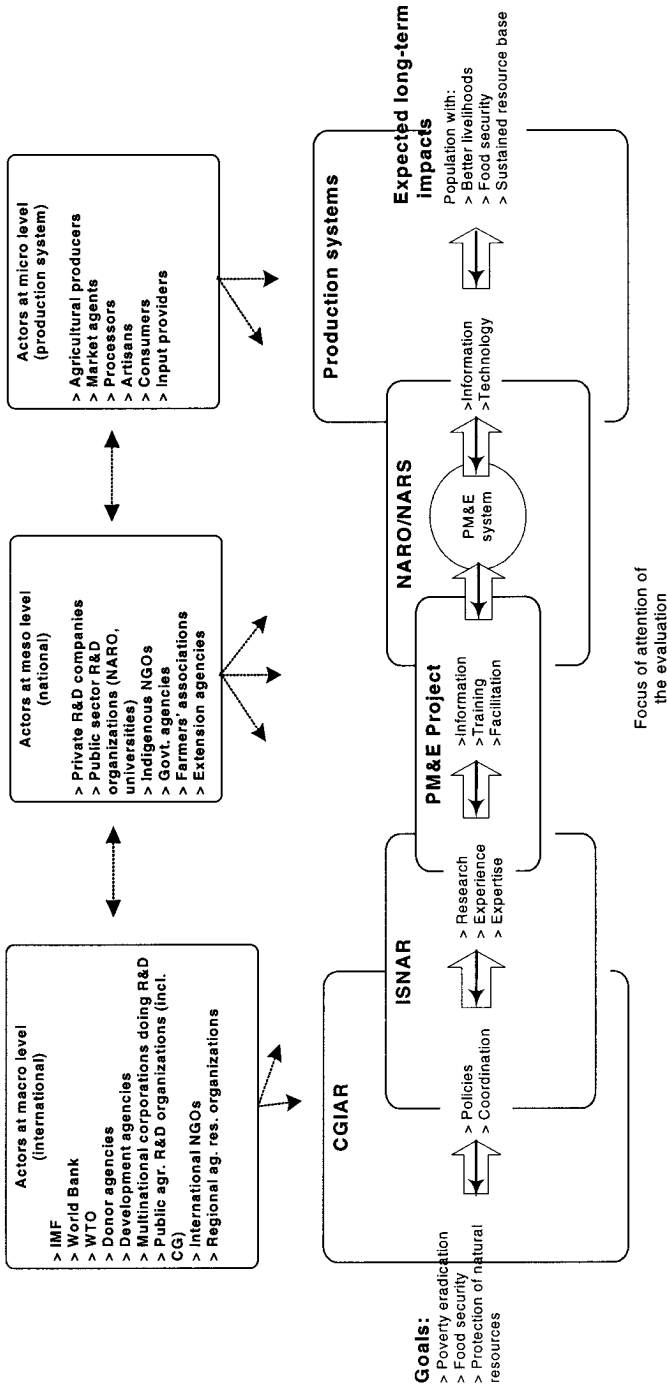 Actors at macro level
(international)
> IMF
> World Bank
> WTO
> Donor agencies
> Development agencies
> Multinational corporations doing R&D
> Public agr. R&D organizations (incl.
CG)
> International NGOs
> Regional ag. res. organizations
Actors at meso level
(national)
> Private R&D companies
> Public sector R&D
organizations (NARO,
universities)
> Indigenous NGOs
> Govt. agencies
> Farmers' associations
> Extension agencies
Actors at micro level
(production system)
> Agricultural producers
> Market agents
> Processors
> Artisans
> Consumers
> Input providers
Goals:
> Poverty eradication
> Food security
> Protection of natural
resources
CGIAR
> Policies
> Coordination
ISNAR
> Research
> Experience
> Expertise
PM&E Project
>Information
>Training
>Facilitation
NARO/NARS
PM&E
system
>Information
>Technology
Production systems
Expected long-term
impacts
Population with:
> Better livelihoods
> Food security
> Sustained resource base
Focus of attention of
the evaluation